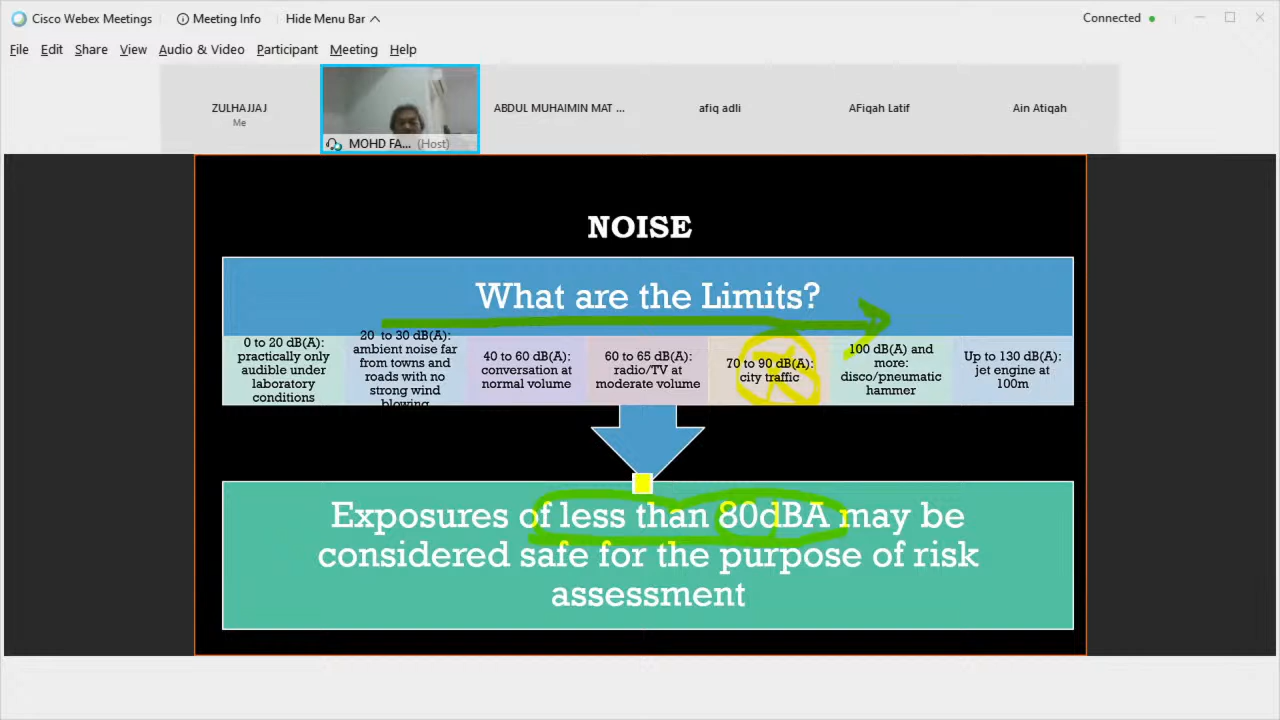 Cisco Webex Meetings
Meeting Info
Hide Menu Bar
Connected
File Edit Share View Audio & Video Participant Meeting Help
ZULHAJJAJ
Me
MOHD FA... (Host)
ABDUL MUHAIMIN MAT ...
afiq adli
AFiqah Latif
Ain Atiqah
NOISE
What are the Limits?
0 to 20 dB(A):
practically only
audible under
laboratory
conditions
20 to 30 dB(A):
ambient noise far
from towns and
roads with no
strong wind
blowing
40 to 60 dB(A):
conversation at
normal volume
60 to 65 dB(A):
radio/TV at
moderate volume
70 to 90 dB(A):
city traffic
100 dB(A) and
more:
disco/pneumatic
hammer
Up to 130 dB(A):
jet engine at
100m
Exposures of less than 80dBA may be
considered safe for the purpose of risk
assessment